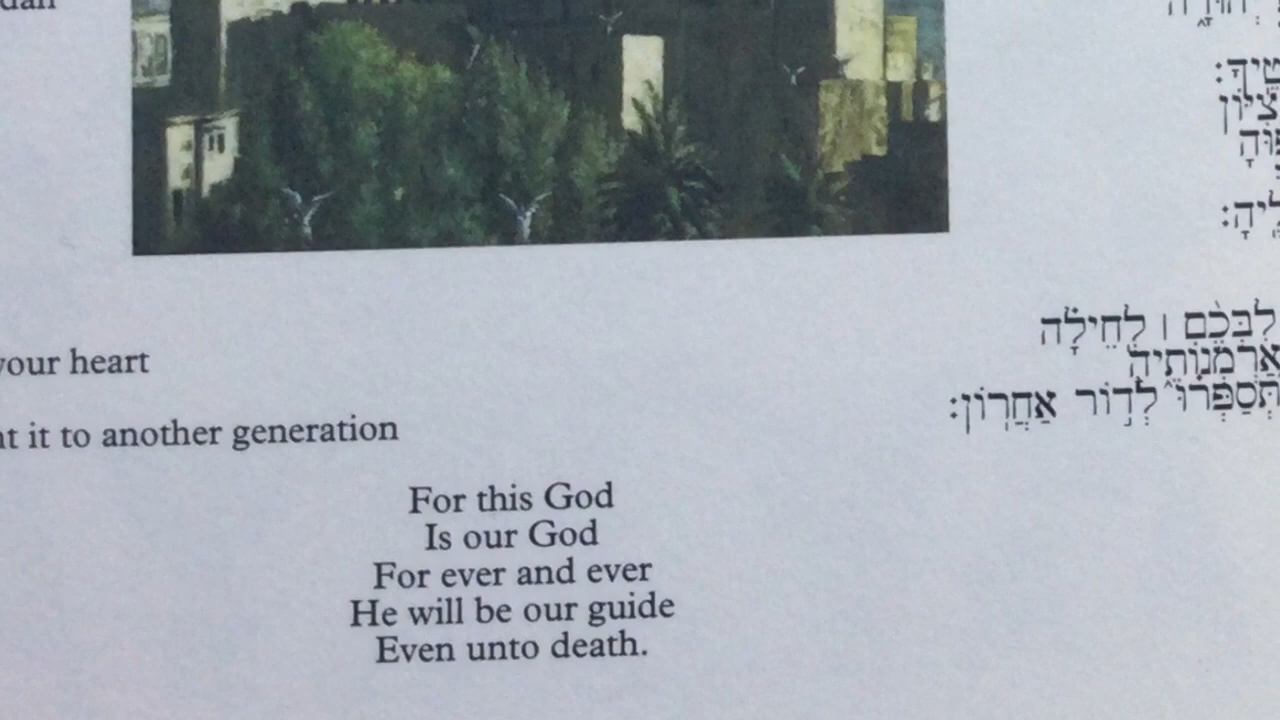 your heart
it to another generation
For this God
Is our God
For ever and ever
He will be our guide
Even unto death.
צִיּוֹן
לִבְּכֶם ׀ לְחֵילָהּ
אַרְמְנוֹתֶיהָ
תְּסַפְּרוּ לְדוֹר אַחֲרוֹן׃